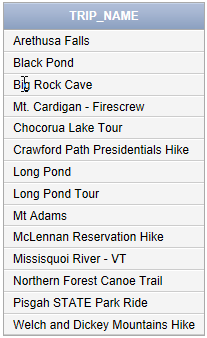 TRIP_NAME
Arethusa Falls
Black Pond
Big Rock Cave
Mt. Cardigan - Firescrew
Chocorua Lake Tour
Crawford Path Presidentials Hike
Long Pond
Long Pond Tour
Mt Adams
McLennan Reservation Hike
Missisquoi River - VT
Northern Forest Canoe Trail
Pisgah STATE Park Ride
Welch and Dickey Mountains Hike